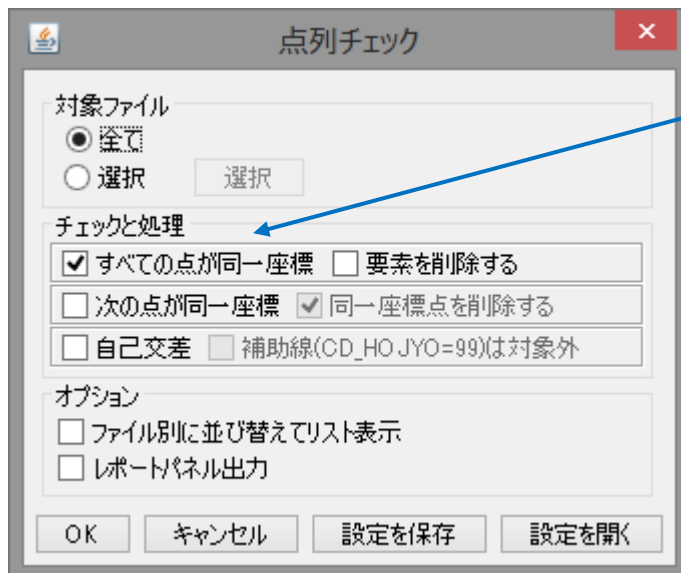 点列チェック
対象ファイル
全て
選択 選択
チェックと処理
すべての点が同一座標 要素を削除する
次の点が同一座標 同一座標点を削除する
自己交差 補助線(CD_HOJYO=99)は対象外
オプション
ファイル別に並び替えてリスト表示
レポートパネル出力
OK キャンセル 設定を保存 設定を開く